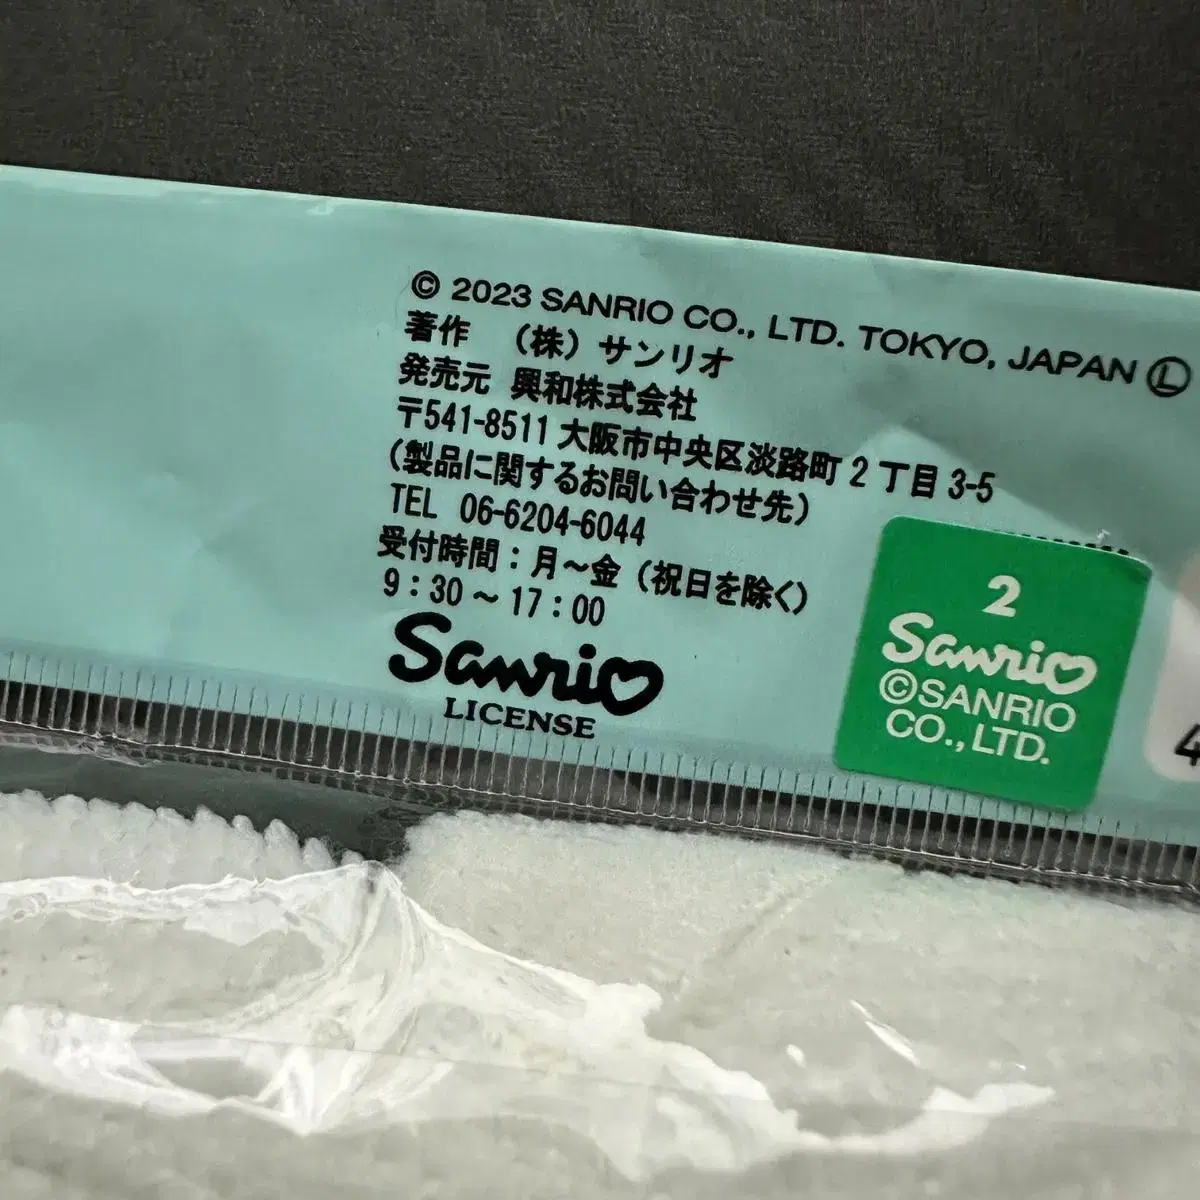 © 2023 SANRIO CO., LTD. TOKYO, JAPAN Ⓛ
著作 (株) サンリオ
発売元 興和株式会社
〒541-8511 大阪市中央区淡路町 2 丁目 3-5
(製品に関するお問い合わせ先)
TEL 06-6204-6044
受付時間:月～金(祝日を除く)
9:30 ～ 17:00
Sanrio
LICENSE
2
Sanrio
©SANRIO
CO., LTD.
4